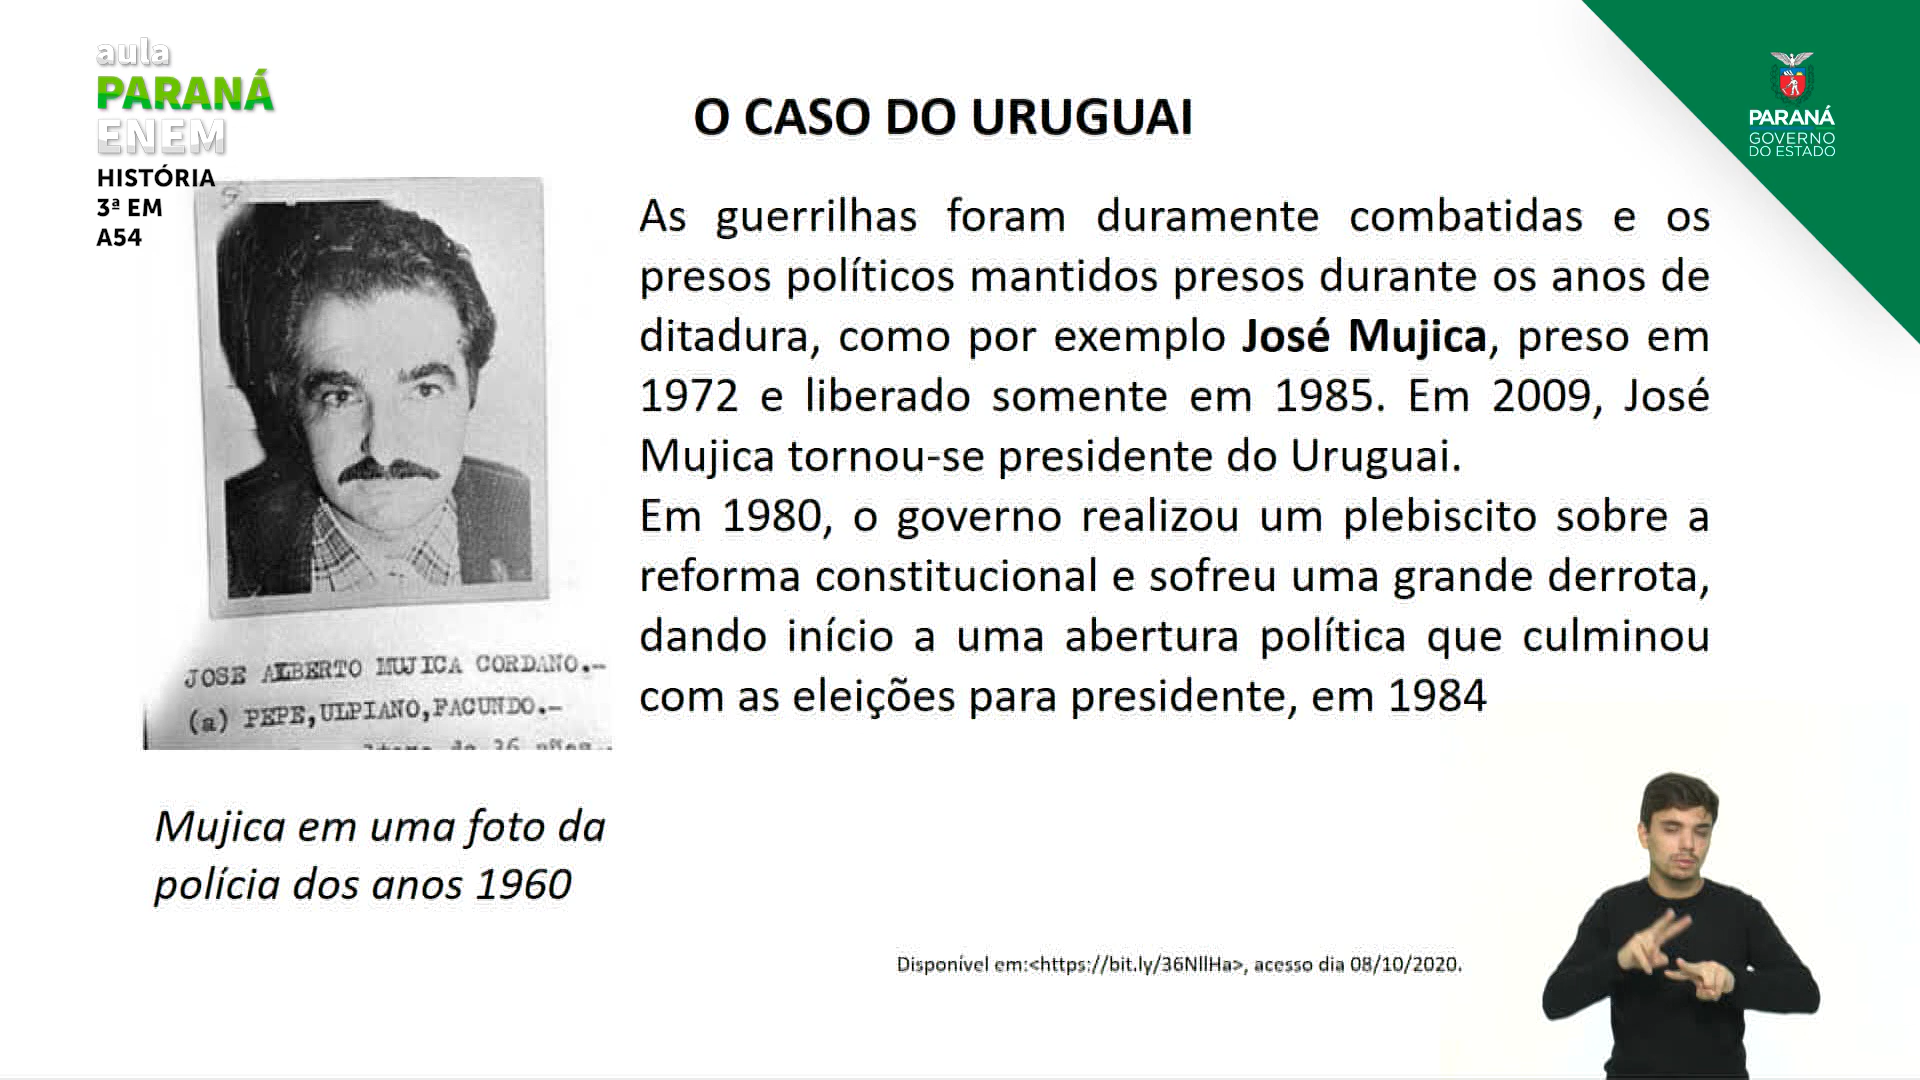 aula
PARANÁ
ENEM
HISTÓRIA
3ª EM
A54
O CASO DO URUGUAI
PARANÁ
GOVERNO
DO ESTADO
As guerrilhas foram duramente combatidas e os
presos políticos mantidos presos durante os anos de
ditadura, como por exemplo José Mujica, preso em
1972 e liberado somente em 1985. Em 2009, José
Mujica tornou-se presidente do Uruguai.
Em 1980, o governo realizou um plebiscito sobre a
reforma constitucional e sofreu uma grande derrota,
dando início a uma abertura política que culminou
com as eleições para presidente, em 1984
JOSE ALBERTO MUJICA CORDANO.-
(a) PEPE,ULPIANO,FACUNDO.-
de 36 años
Mujica em uma foto da
polícia dos anos 1960
Disponível em:<https://bit.ly/36NllHa>, acesso dia 08/10/2020.